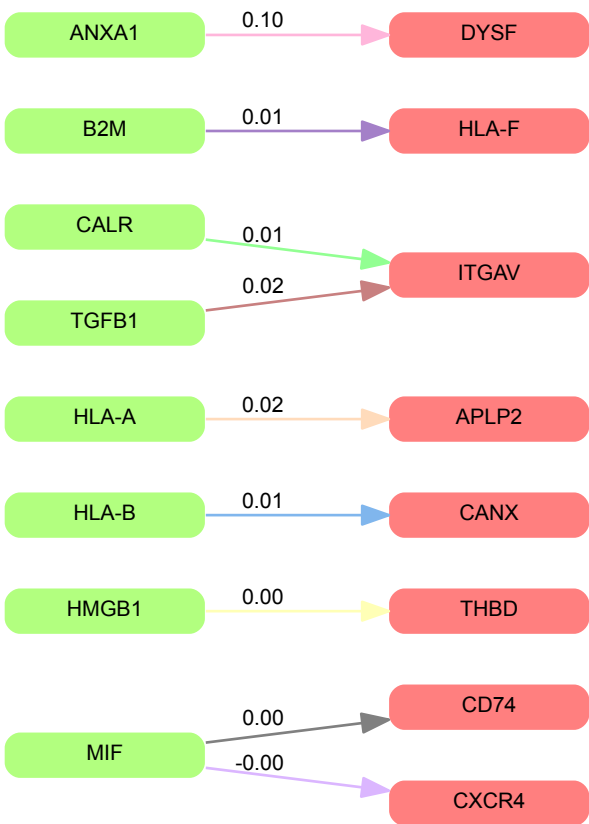 ANXA1 0.10 DYSF
B2M 0.01 HLA-F
CALR 0.01
ITGAV
TGFB1 0.02
HLA-A 0.02 APLP2
HLA-B 0.01 CANX
HMGB1 0.00 THBD
0.00 CD74
MIF
-0.00 CXCR4